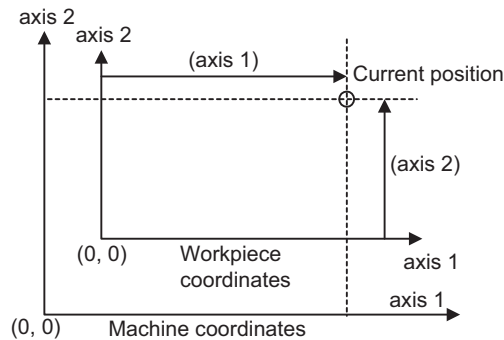 axis 2
axis 2
(axis 1)
Current position
(axis 2)
(0, 0)
Workpiece
coordinates
axis 1
axis 1
(0, 0)
Machine coordinates